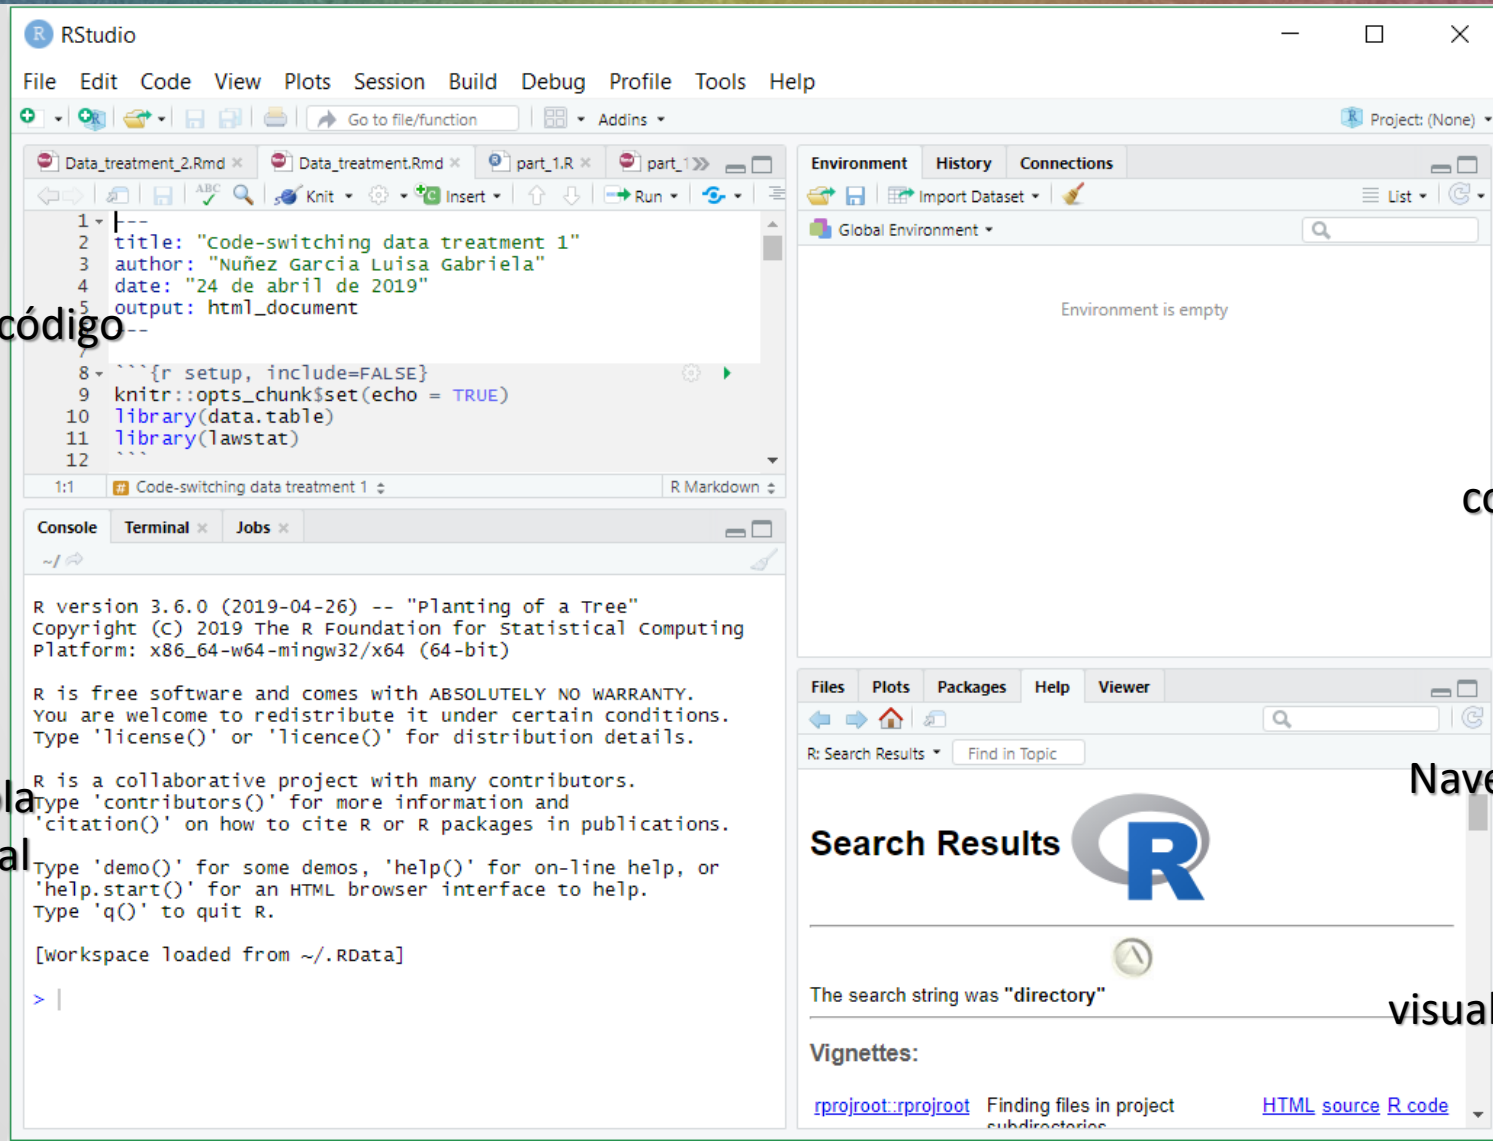 RStudio
File Edit Code View Plots Session Build Debug Profile Tools Help
Go to file/function Addins Project: (None)
Data_treatment_2.Rmd Data_treatment.Rmd part_1.R part_1
ABC Knit Insert Run
1 ---
2 title: "Code-switching data treatment 1"
3 author: "Nuñez Garcia Luisa Gabriela"
4 date: "24 de abril de 2019"
5 output: html_document
código
--
7
8 ```{r setup, include=FALSE}
9 knitr::opts_chunk$set(echo = TRUE)
10 library(data.table)
11 library(lawstat)
12 ```
1:1 # Code-switching data treatment 1 R Markdown
Console Terminal Jobs
~/
R version 3.6.0 (2019-04-26) -- "Planting of a Tree"
Copyright (C) 2019 The R Foundation for Statistical Computing
Platform: x86_64-w64-mingw32/x64 (64-bit)
R is free software and comes with ABSOLUTELY NO WARRANTY.
You are welcome to redistribute it under certain conditions.
Type 'license()' or 'licence()' for distribution details.
R is a collaborative project with many contributors.
Type 'contributors()' for more information and
'citation()' on how to cite R or R packages in publications.
Type 'demo()' for some demos, 'help()' for on-line help, or
'help.start()' for an HTML browser interface to help.
Type 'q()' to quit R.
[Workspace loaded from ~/.RData]
>
la
al
Environment History Connections
Import Dataset List
Global Environment
Environment is empty
co
Files Plots Packages Help Viewer
R: Search Results Find in Topic
Nave
Search Results R
The search string was "directory"
visual
Vignettes:
rprojroot::rprojroot Finding files in project HTML source R code
subdirectories